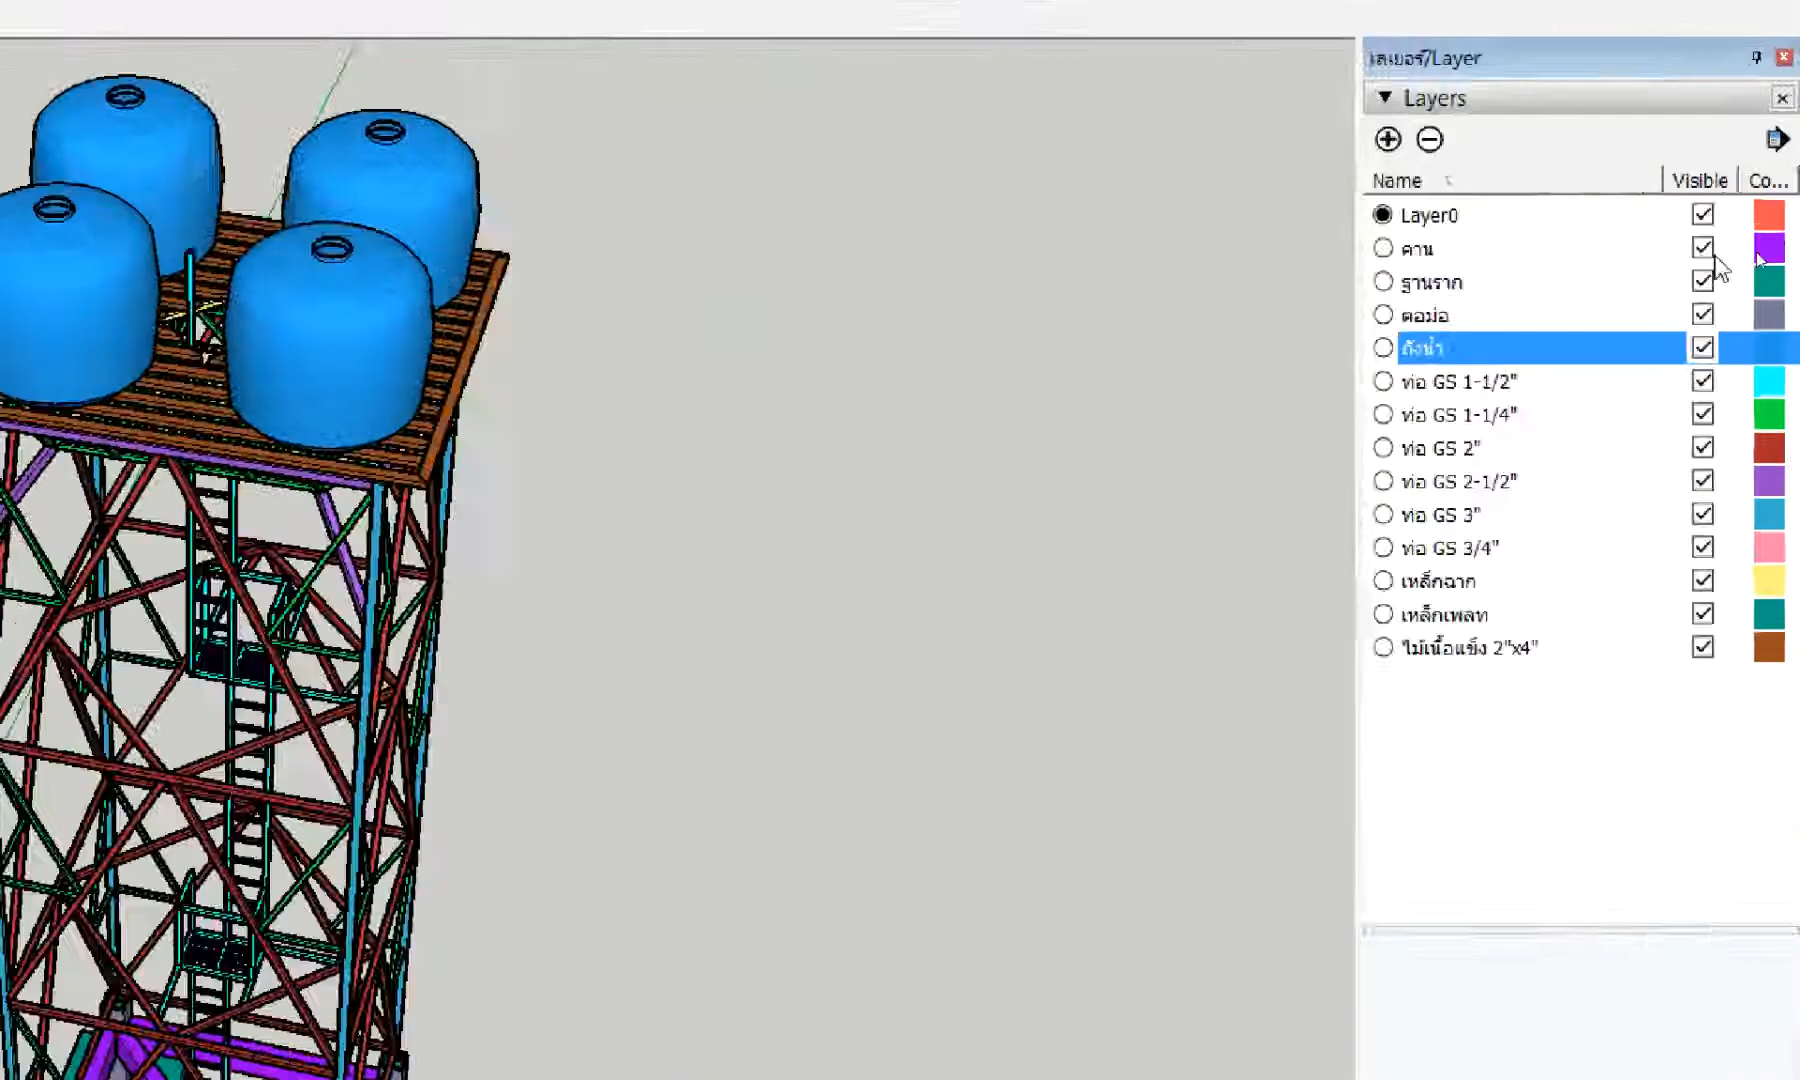 เลเยอร์/Layer
Layers
Name Visible Co...
Layer0
คาน
ฐานราก
ตอม่อ
ถังน้ำ
ท่อ GS 1-1/2"
ท่อ GS 1-1/4"
ท่อ GS 2"
ท่อ GS 2-1/2"
ท่อ GS 3"
ท่อ GS 3/4"
เหล็กฉาก
เหล็กเพลท
ไม้เนื้อแข็ง 2"x4"